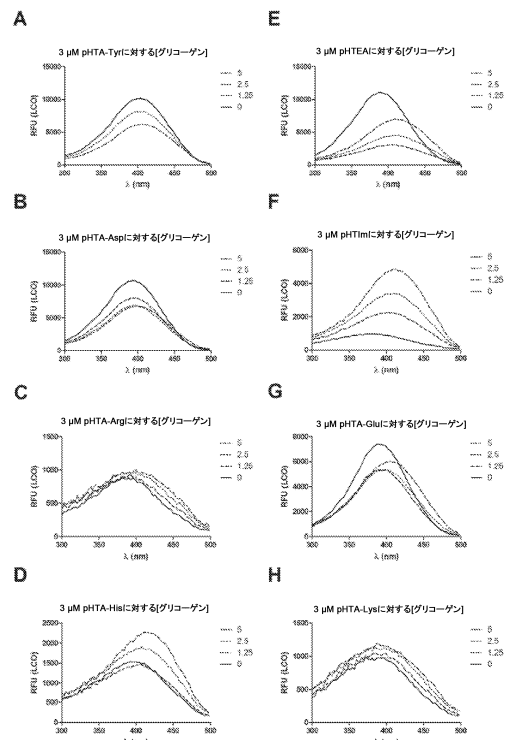 A
3 μM pHTA-Tyrに対する[グリコーゲン]
RFU (LCO)
15000
10000
5000
0
300 350 400 450 500
λ (nm)
5
2.5
1.25
0
B
3 μM pHTA-Aspに対する[グリコーゲン]
RFU (LCO)
15000
10000
5000
0
300 350 400 450 500
λ (nm)
5
2.5
1.25
0
C
3 μM pHTA-Argに対する[グリコーゲン]
RFU (LCO)
1500
1000
500
0
300 350 400 450 500
λ (nm)
5
2.5
1.25
0
D
3 μM pHTA-Hisに対する[グリコーゲン]
RFU (LCO)
2500
2000
1500
1000
500
0
300 350 400 450 500
λ (nm)
5
2.5
1.25
0
E
3 μM pHTEAに対する[グリコーゲン]
RFU (LCO)
15000
10000
5000
0
300 350 400 450 500
λ (nm)
5
2.5
1.25
0
F
3 μM pHTImに対する[グリコーゲン]
RFU (LCO)
6000
4000
2000
0
300 350 400 450 500
λ (nm)
5
2.5
1.25
0
G
3 μM pHTA-Gluに対する[グリコーゲン]
RFU (LCO)
8000
6000
4000
2000
0
300 350 400 450 500
λ (nm)
5
2.5
1.25
0
H
3 μM pHTA-Lysに対する[グリコーゲン]
RFU (LCO)
1500
1000
500
0
300 350 400 450 500
λ (nm)
5
2.5
1.25
0